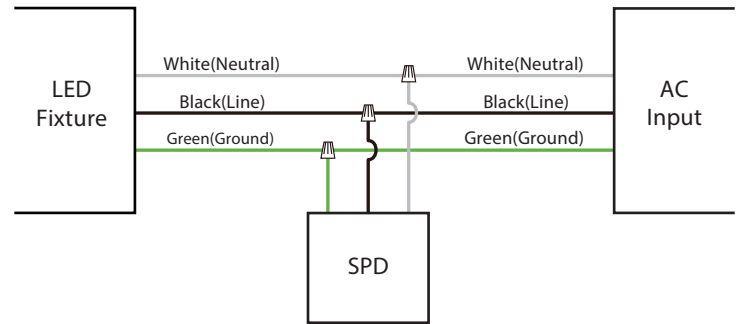 White(Neutral)
White(Neutral)
LED
Fixture
Black(Line)
Black(Line)
AC
Input
Green(Ground)
Green(Ground)
SPD